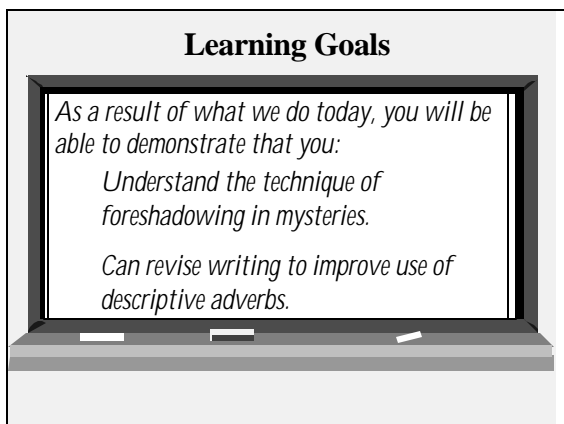 Learning Goals
As a result of what we do today, you will be
able to demonstrate that you:
Understand the technique of
foreshadowing in mysteries.
Can revise writing to improve use of
descriptive adverbs.